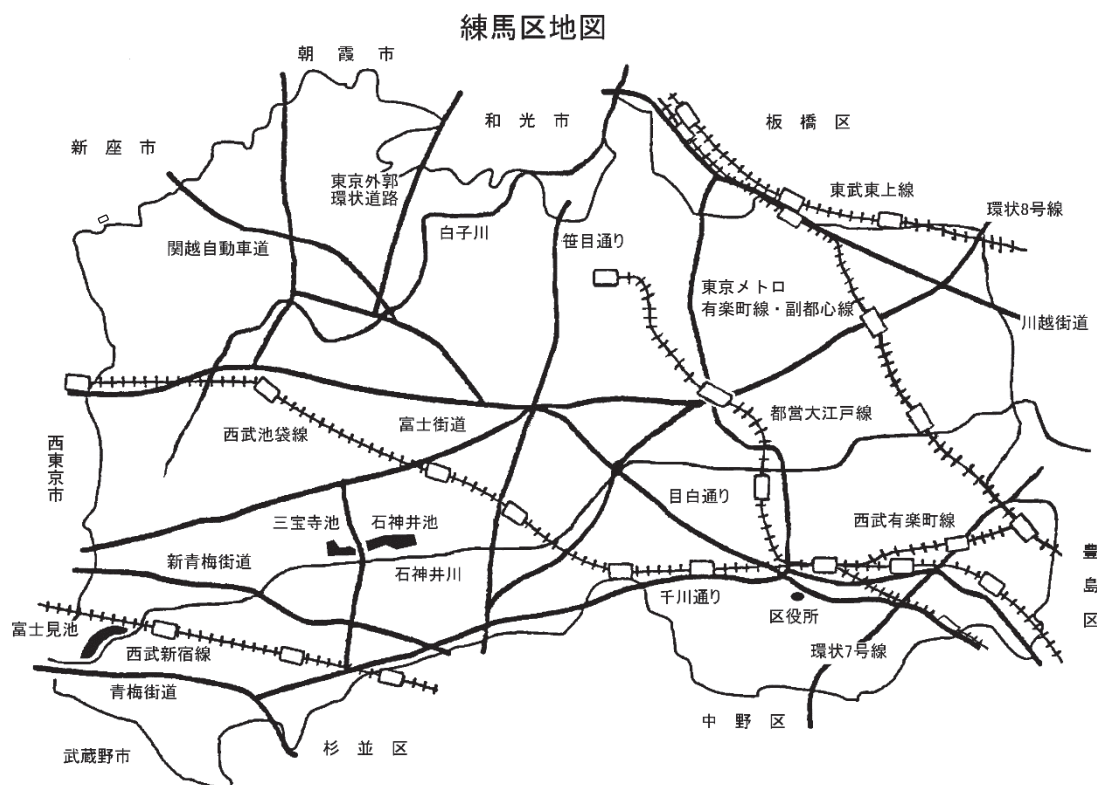 練馬区地図
朝霞市
和光市
板橋区
新座市
東京外郭
環状道路
東武東上線
環状8号線
白子川
笹目通り
関越自動車道
東京メトロ
有楽町線・副都心線
川越街道
西武池袋線
富士街道
都営大江戸線
西東京市
目白通り
三宝寺池
石神井池
西武有楽町線
新青梅街道
石神井川
豊島区
千川通り
区役所
富士見池
西武新宿線
環状7号線
青梅街道
中野区
武蔵野市
杉並区